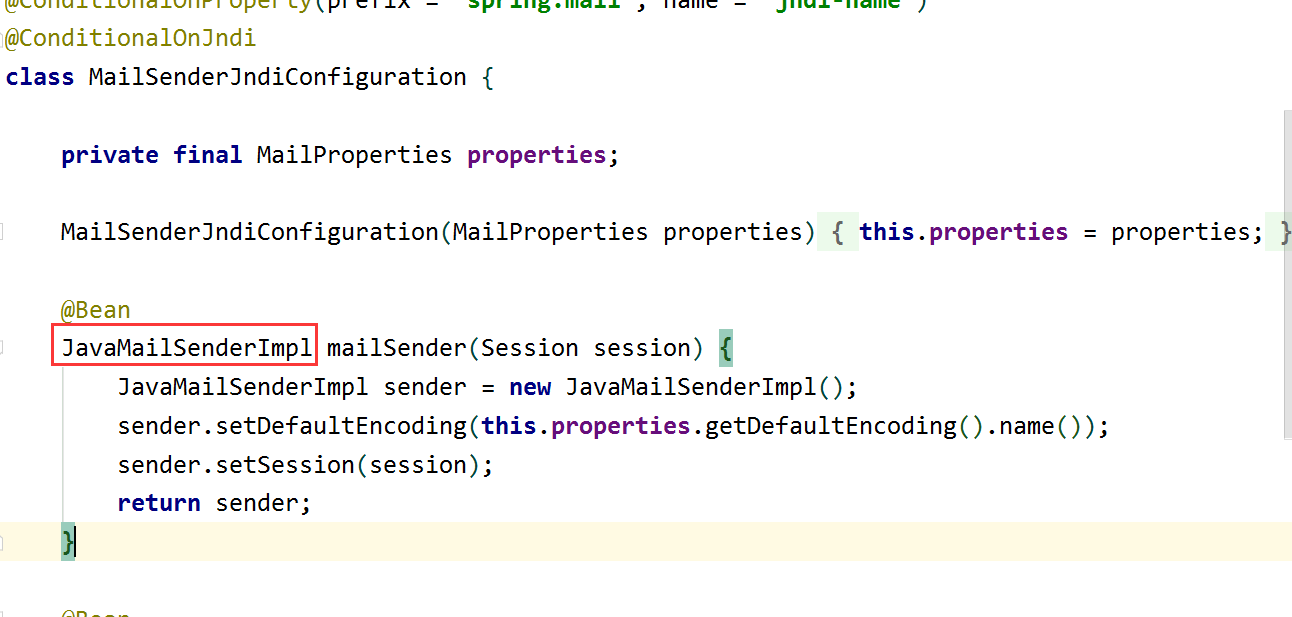 @ConditionalOnProperty(prefix = "spring.mail", name = "jndi-name")
@ConditionalOnJndi
class MailSenderJndiConfiguration {
private final MailProperties properties;
MailSenderJndiConfiguration(MailProperties properties) { this.properties = properties; }
@Bean
JavaMailSenderImpl mailSender(Session session) {
JavaMailSenderImpl sender = new JavaMailSenderImpl();
sender.setDefaultEncoding(this.properties.getDefaultEncoding().name());
sender.setSession(session);
return sender;
}
@Bean